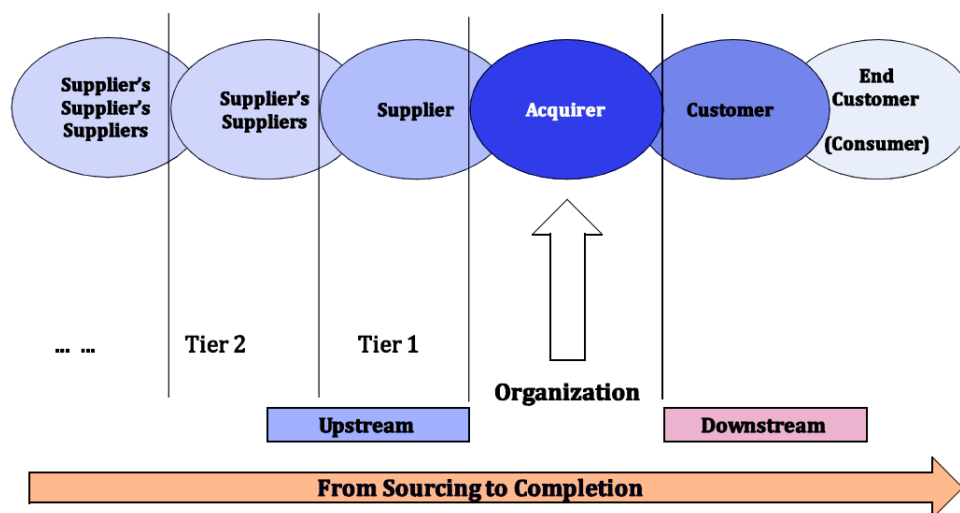 Supplier's
Supplier's
Suppliers
Supplier's
Suppliers
Supplier
Acquirer
Customer
End
Customer
(Consumer)
... ...
Tier 2
Tier 1
Organization
Upstream
Downstream
From Sourcing to Completion